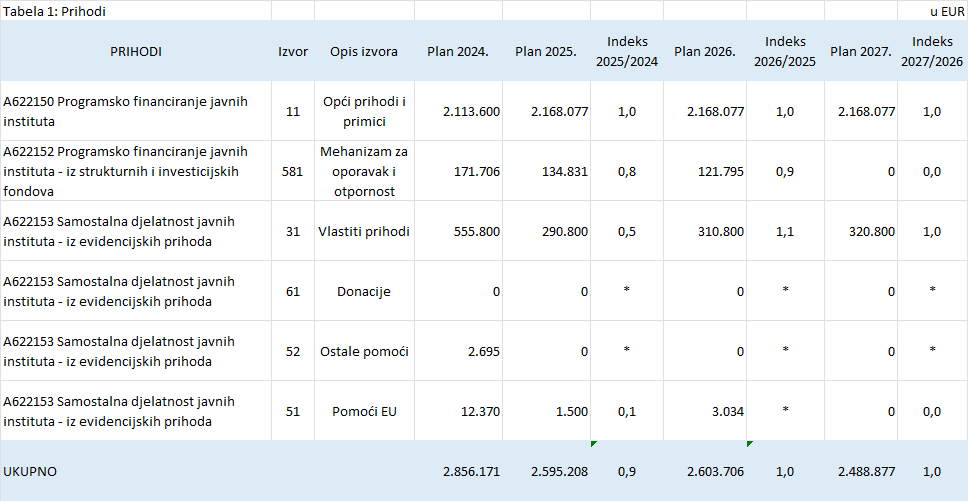 Tabela 1: Prihodi u EUR
PRIHODI Izvor Opis izvora Plan 2024. Plan 2025. Indeks 2025/2024 Plan 2026. Indeks 2026/2025 Plan 2027. Indeks 2027/2026
A622150 Programsko financiranje javnih
instituta 11 Opći prihodi i primici 2.113.600 2.168.077 1,0 2.168.077 1,0 2.168.077 1,0
A622152 Programsko financiranje javnih
instituta - iz strukturnih i investicijskih
fondova 581 Mehanizam za oporavak i otpornost 171.706 134.831 0,8 121.795 0,9 0 0,0
A622153 Samostalna djelatnost javnih
instituta - iz evidencijskih prihoda 31 Vlastiti prihodi 555.800 290.800 0,5 310.800 1,1 320.800 1,0
A622153 Samostalna djelatnost javnih
instituta - iz evidencijskih prihoda 61 Donacije 0 0 * 0 * 0 *
A622153 Samostalna djelatnost javnih
instituta - iz evidencijskih prihoda 52 Ostale pomoći 2.695 0 * 0 * 0 *
A622153 Samostalna djelatnost javnih
instituta - iz evidencijskih prihoda 51 Pomoći EU 12.370 1.500 0,1 3.034 * 0 0,0
UKUPNO 2.856.171 2.595.208 0,9 2.603.706 1,0 2.488.877 1,0